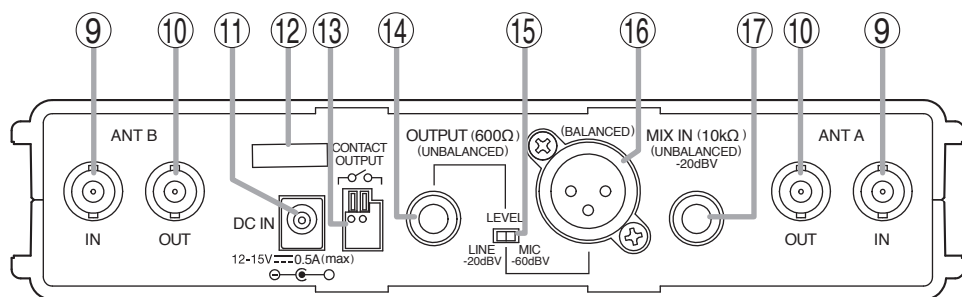 ⑨ ⑩ ⑪ ⑫ ⑬ ⑭ ⑮ ⑯ ⑰ ⑩ ⑨
ANT B
CONTACT
OUTPUT
OUTPUT (600Ω)
(UNBALANCED)
(BALANCED)
MIX IN (10kΩ)
(UNBALANCED)
-20dBV
ANT A
IN
OUT
DC IN
12-15V 0.5A(max)
LEVEL
LINE
-20dBV
MIC
-60dBV
OUT
IN